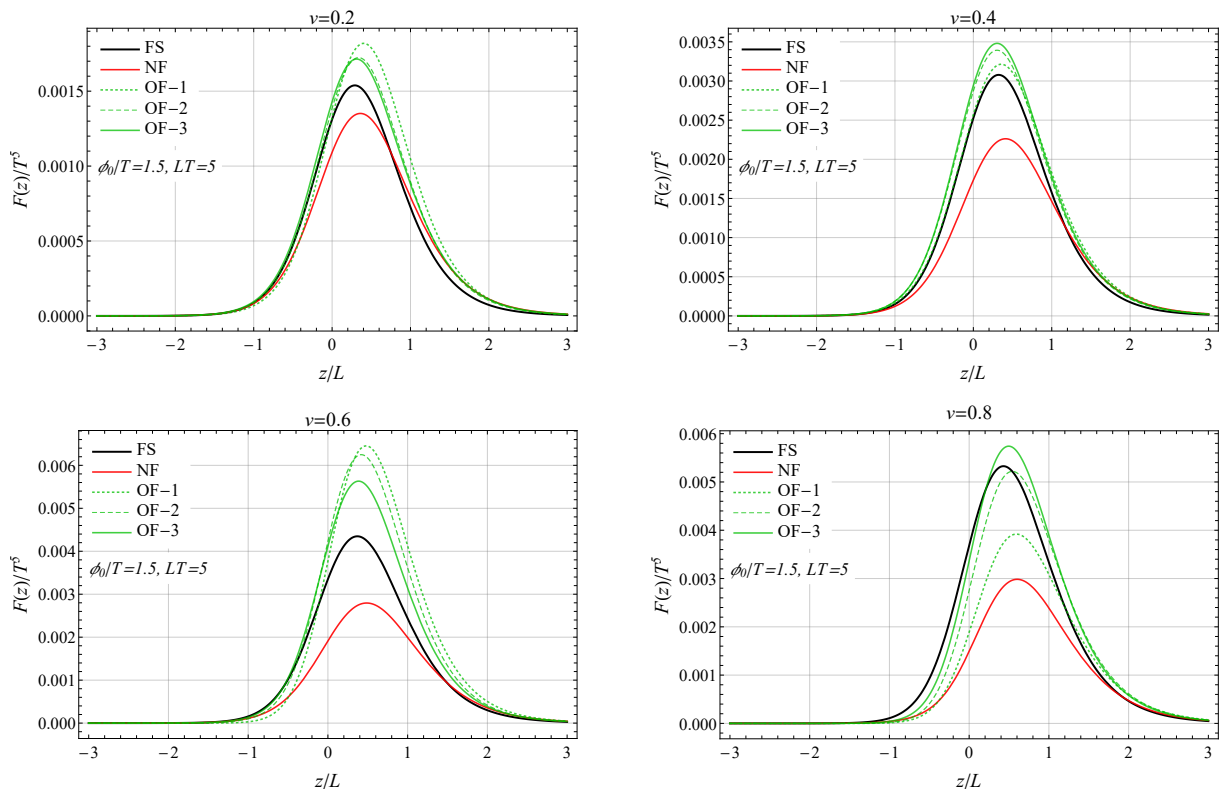 v=0.2
FS
NF
OF-1
OF-2
OF-3
ϕ₀/T=1.5, LT=5
F(z)/T⁵
0.0015
0.0010
0.0005
0.0000
−3 −2 −1 0 1 2 3
z/L
v=0.4
FS
NF
OF-1
OF-2
OF-3
ϕ₀/T=1.5, LT=5
F(z)/T⁵
0.0035
0.0030
0.0025
0.0020
0.0015
0.0010
0.0005
0.0000
−3 −2 −1 0 1 2 3
z/L
v=0.6
FS
NF
OF-1
OF-2
OF-3
ϕ₀/T=1.5, LT=5
F(z)/T⁵
0.006
0.005
0.004
0.003
0.002
0.001
0.000
−3 −2 −1 0 1 2 3
z/L
v=0.8
FS
NF
OF-1
OF-2
OF-3
ϕ₀/T=1.5, LT=5
F(z)/T⁵
0.006
0.005
0.004
0.003
0.002
0.001
0.000
−3 −2 −1 0 1 2 3
z/L